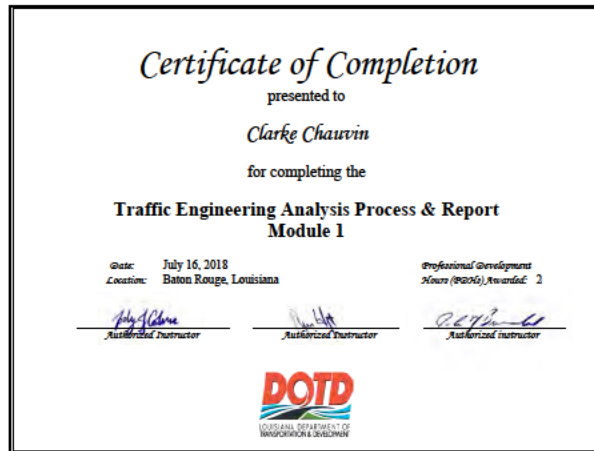 Certificate of Completion
presented to
Clarke Chauvin
for completing the
Traffic Engineering Analysis Process & Report
Module 1
Date: July 16, 2018
Location: Baton Rouge, Louisiana
Professional Development
Hours (PDHs) Awarded: 2
Authorized Instructor
Authorized Instructor
Authorized instructor
DOTD
LOUISIANA DEPARTMENT OF
TRANSPORTATION & DEVELOPMENT